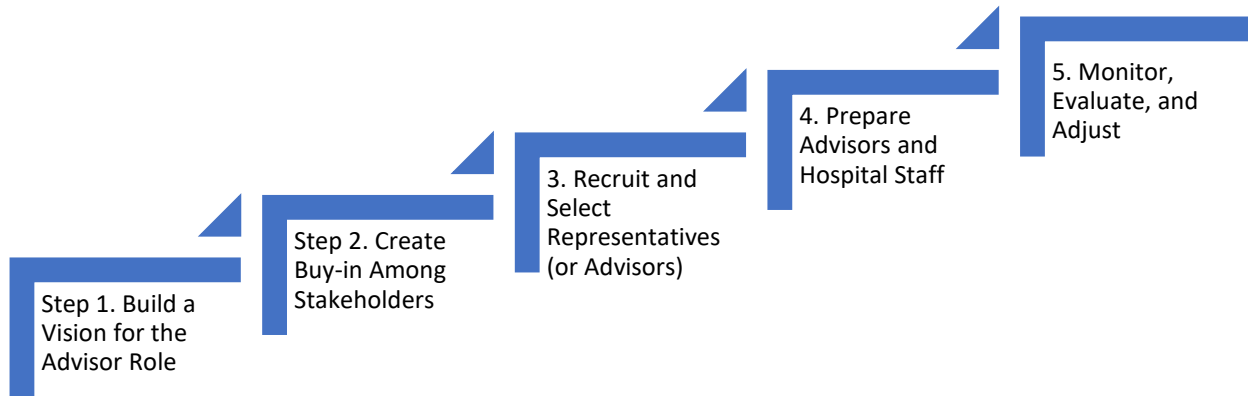 Step 1. Build a
Vision for the
Advisor Role
Step 2. Create
Buy-in Among
Stakeholders
3. Recruit and
Select
Representatives
(or Advisors)
4. Prepare
Advisors and
Hospital Staff
5. Monitor,
Evaluate, and
Adjust